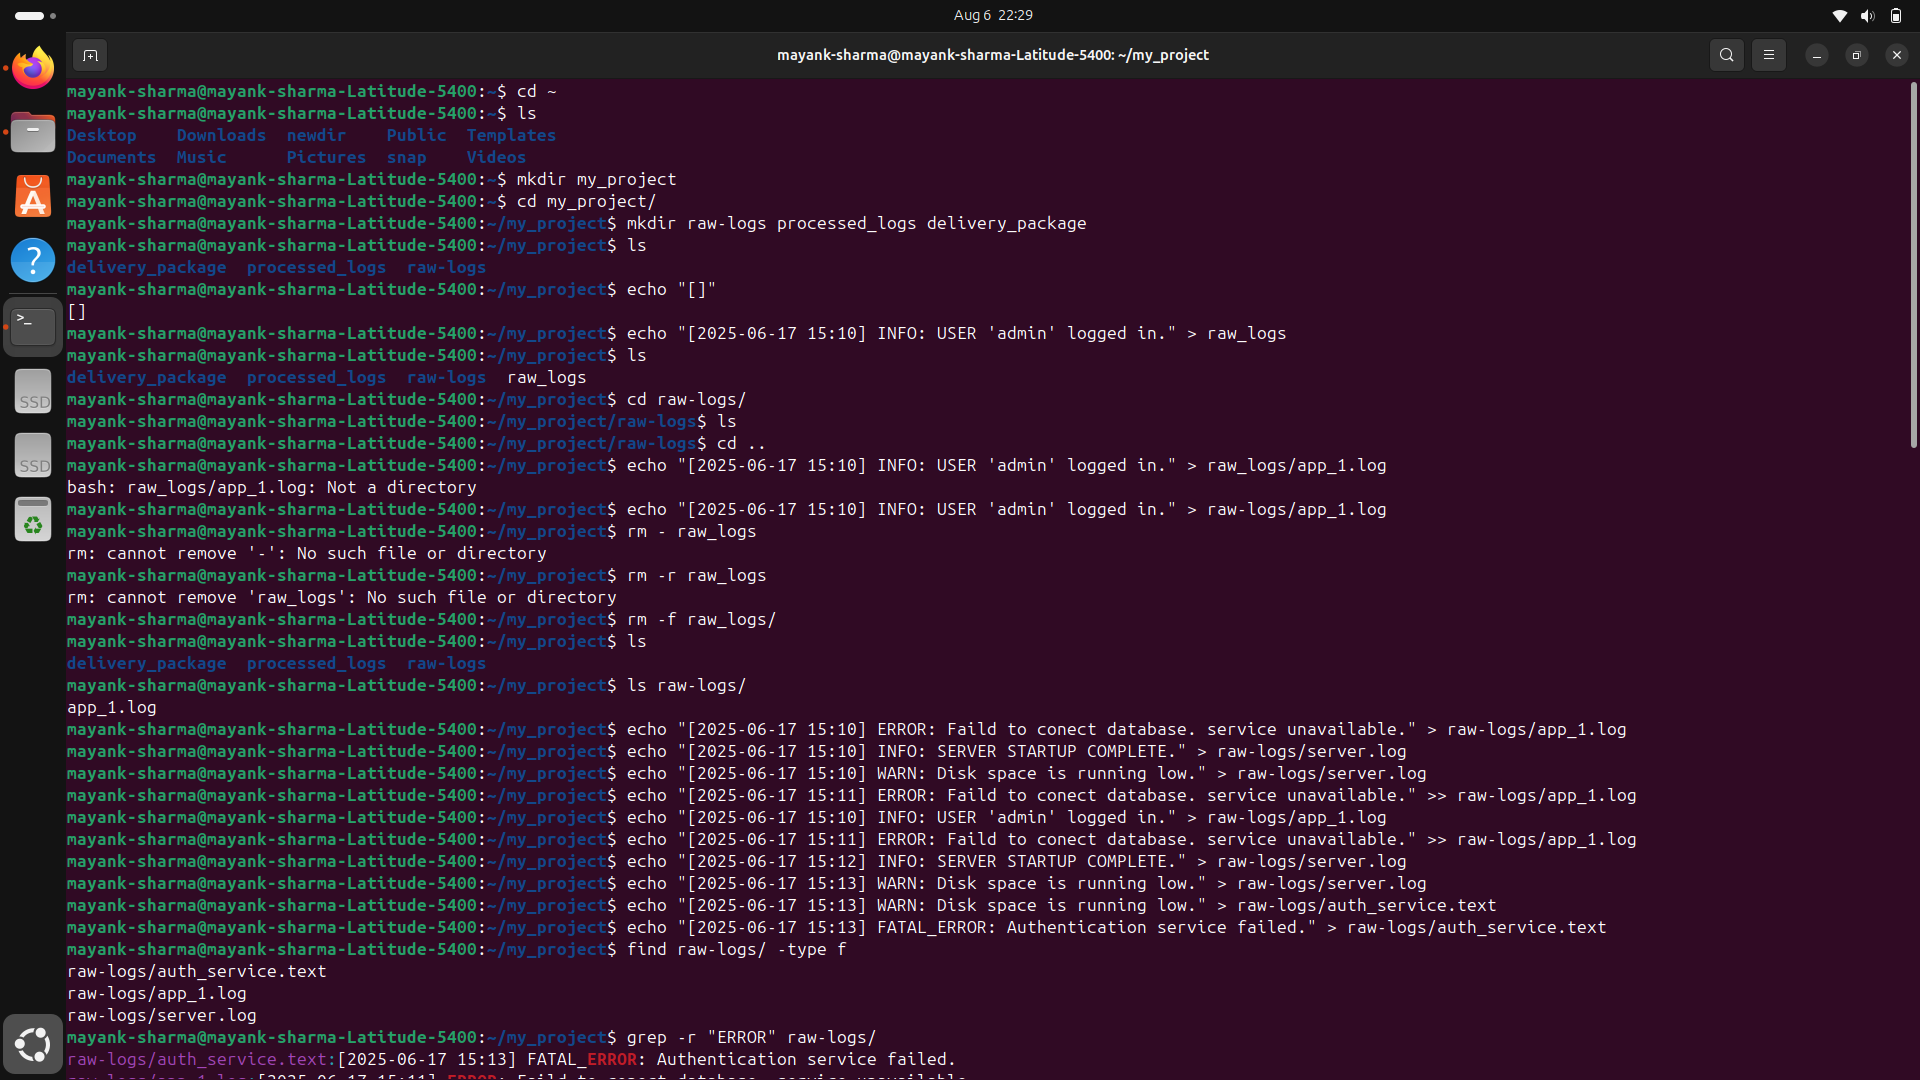 Aug 6 22:29
mayank-sharma@mayank-sharma-Latitude-5400: ~/my_project
mayank-sharma@mayank-sharma-Latitude-5400:~$ cd ~
mayank-sharma@mayank-sharma-Latitude-5400:~$ ls
Desktop    Downloads  newdir    Public  Templates
Documents  Music      Pictures  snap    Videos
mayank-sharma@mayank-sharma-Latitude-5400:~$ mkdir my_project
mayank-sharma@mayank-sharma-Latitude-5400:~$ cd my_project/
mayank-sharma@mayank-sharma-Latitude-5400:~/my_project$ mkdir raw-logs processed_logs delivery_package
mayank-sharma@mayank-sharma-Latitude-5400:~/my_project$ ls
delivery_package  processed_logs  raw-logs
mayank-sharma@mayank-sharma-Latitude-5400:~/my_project$ echo "[]"
[]
mayank-sharma@mayank-sharma-Latitude-5400:~/my_project$ echo "[2025-06-17 15:10] INFO: USER 'admin' logged in." > raw_logs
mayank-sharma@mayank-sharma-Latitude-5400:~/my_project$ ls
delivery_package  processed_logs  raw-logs  raw_logs
mayank-sharma@mayank-sharma-Latitude-5400:~/my_project$ cd raw-logs/
mayank-sharma@mayank-sharma-Latitude-5400:~/my_project/raw-logs$ ls
mayank-sharma@mayank-sharma-Latitude-5400:~/my_project/raw-logs$ cd ..
mayank-sharma@mayank-sharma-Latitude-5400:~/my_project$ echo "[2025-06-17 15:10] INFO: USER 'admin' logged in." > raw_logs/app_1.log
bash: raw_logs/app_1.log: Not a directory
mayank-sharma@mayank-sharma-Latitude-5400:~/my_project$ echo "[2025-06-17 15:10] INFO: USER 'admin' logged in." > raw-logs/app_1.log
mayank-sharma@mayank-sharma-Latitude-5400:~/my_project$ rm - raw_logs
rm: cannot remove '-': No such file or directory
mayank-sharma@mayank-sharma-Latitude-5400:~/my_project$ rm -r raw_logs
rm: cannot remove 'raw_logs': No such file or directory
mayank-sharma@mayank-sharma-Latitude-5400:~/my_project$ rm -f raw_logs/
mayank-sharma@mayank-sharma-Latitude-5400:~/my_project$ ls
delivery_package  processed_logs  raw-logs
mayank-sharma@mayank-sharma-Latitude-5400:~/my_project$ ls raw-logs/
app_1.log
mayank-sharma@mayank-sharma-Latitude-5400:~/my_project$ echo "[2025-06-17 15:10] ERROR: Faild to conect database. service unavailable." > raw-logs/app_1.log
mayank-sharma@mayank-sharma-Latitude-5400:~/my_project$ echo "[2025-06-17 15:10] INFO: SERVER STARTUP COMPLETE." > raw-logs/server.log
mayank-sharma@mayank-sharma-Latitude-5400:~/my_project$ echo "[2025-06-17 15:10] WARN: Disk space is running low." > raw-logs/server.log
mayank-sharma@mayank-sharma-Latitude-5400:~/my_project$ echo "[2025-06-17 15:11] ERROR: Faild to conect database. service unavailable." >> raw-logs/app_1.log
mayank-sharma@mayank-sharma-Latitude-5400:~/my_project$ echo "[2025-06-17 15:10] INFO: USER 'admin' logged in." > raw-logs/app_1.log
mayank-sharma@mayank-sharma-Latitude-5400:~/my_project$ echo "[2025-06-17 15:11] ERROR: Faild to conect database. service unavailable." >> raw-logs/app_1.log
mayank-sharma@mayank-sharma-Latitude-5400:~/my_project$ echo "[2025-06-17 15:12] INFO: SERVER STARTUP COMPLETE." > raw-logs/server.log
mayank-sharma@mayank-sharma-Latitude-5400:~/my_project$ echo "[2025-06-17 15:13] WARN: Disk space is running low." > raw-logs/server.log
mayank-sharma@mayank-sharma-Latitude-5400:~/my_project$ echo "[2025-06-17 15:13] WARN: Disk space is running low." > raw-logs/auth_service.text
mayank-sharma@mayank-sharma-Latitude-5400:~/my_project$ echo "[2025-06-17 15:13] FATAL_ERROR: Authentication service failed." > raw-logs/auth_service.text
mayank-sharma@mayank-sharma-Latitude-5400:~/my_project$ find raw-logs/ -type f
raw-logs/auth_service.text
raw-logs/app_1.log
raw-logs/server.log
mayank-sharma@mayank-sharma-Latitude-5400:~/my_project$ grep -r "ERROR" raw-logs/
raw-logs/auth_service.text:[2025-06-17 15:13] FATAL_ERROR: Authentication service failed.
raw-logs/app_1.log:[2025-06-17 15:11] ERROR: Faild to conect database. service unavailable.
SSD
SSD